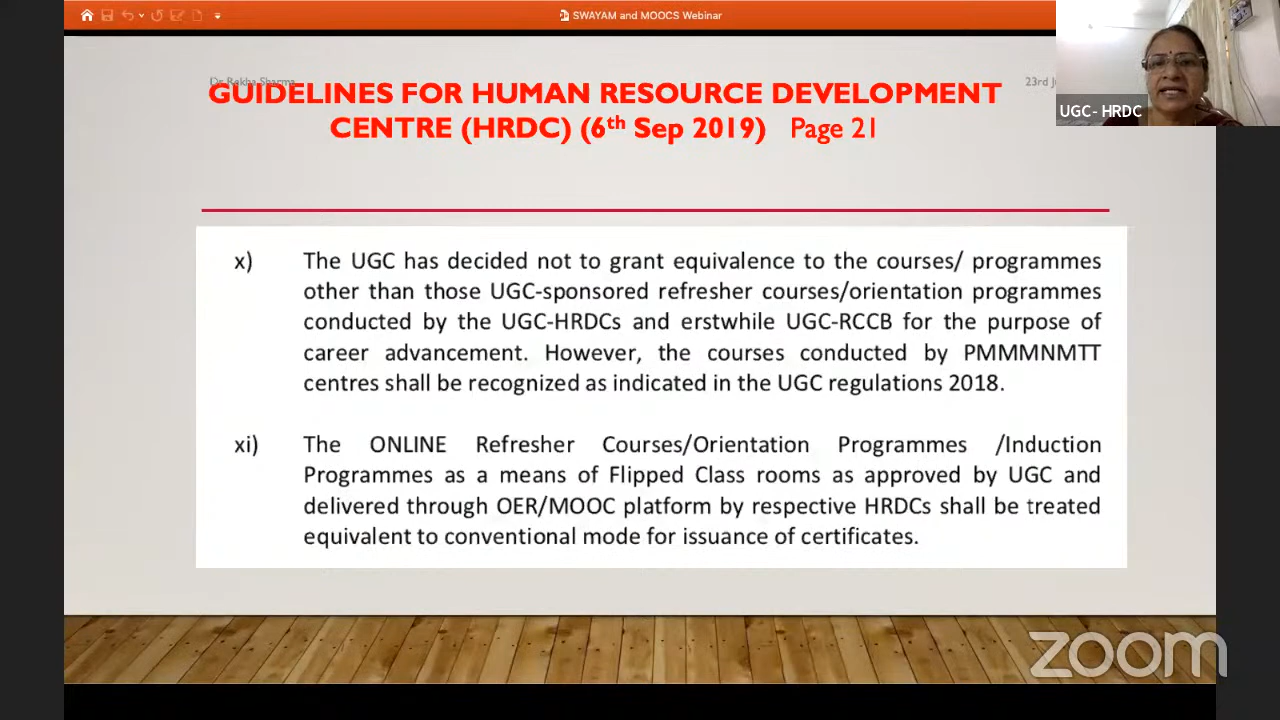 SWAYAM and MOOCS Webinar
Dr Rekha Sharma
23rd
GUIDELINES FOR HUMAN RESOURCE DEVELOPMENT
CENTRE (HRDC) (6th Sep 2019) Page 21
UGC- HRDC
x) The UGC has decided not to grant equivalence to the courses/ programmes
other than those UGC-sponsored refresher courses/orientation programmes
conducted by the UGC-HRDCs and erstwhile UGC-RCCB for the purpose of
career advancement. However, the courses conducted by PMMMNMTT
centres shall be recognized as indicated in the UGC regulations 2018.
xi) The ONLINE Refresher Courses/Orientation Programmes /Induction
Programmes as a means of Flipped Class rooms as approved by UGC and
delivered through OER/MOOC platform by respective HRDCs shall be treated
equivalent to conventional mode for issuance of certificates.
zoom